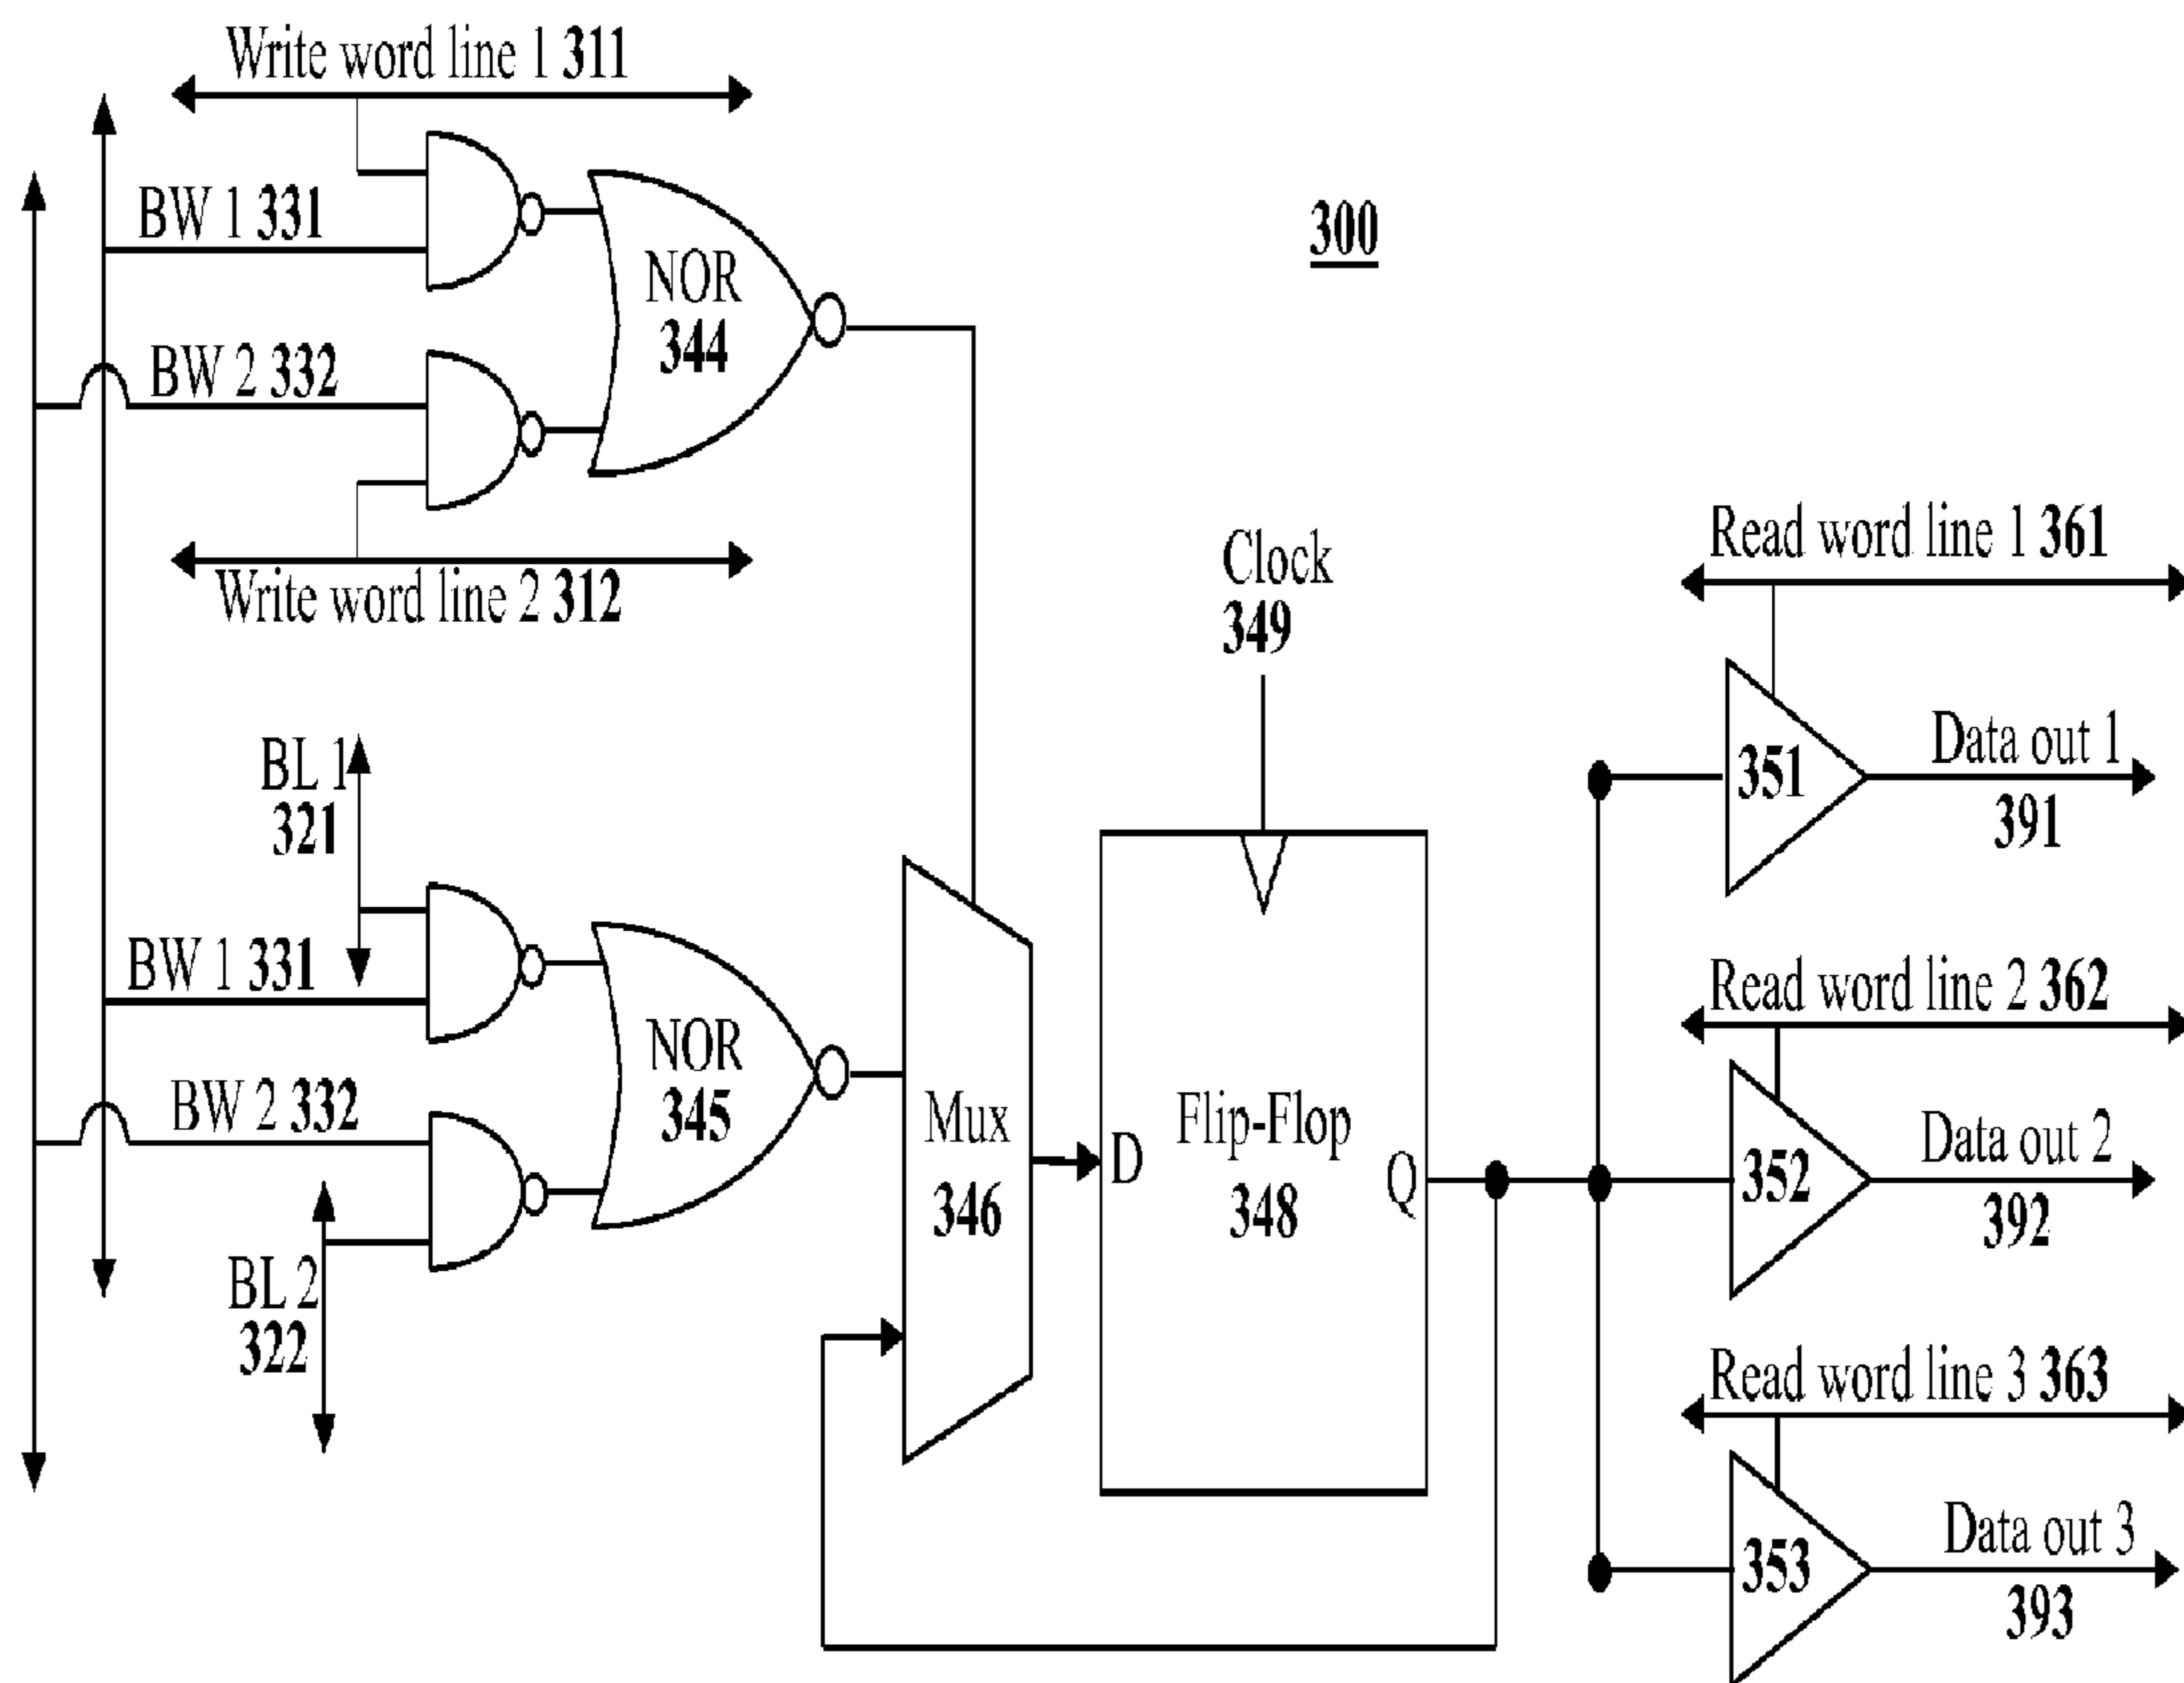 Write word line 1 311
BW 1 331
300
NOR
344
BW 2 332
Write word line 2 312
Clock
349
Read word line 1 361
BL 1
321
351
Data out 1
391
BW 1 331
Read word line 2 362
NOR
345
BW 2 332
Mux
346
D
Flip-Flop
348
Q
352
Data out 2
392
BL 2
322
Read word line 3 363
353
Data out 3
393